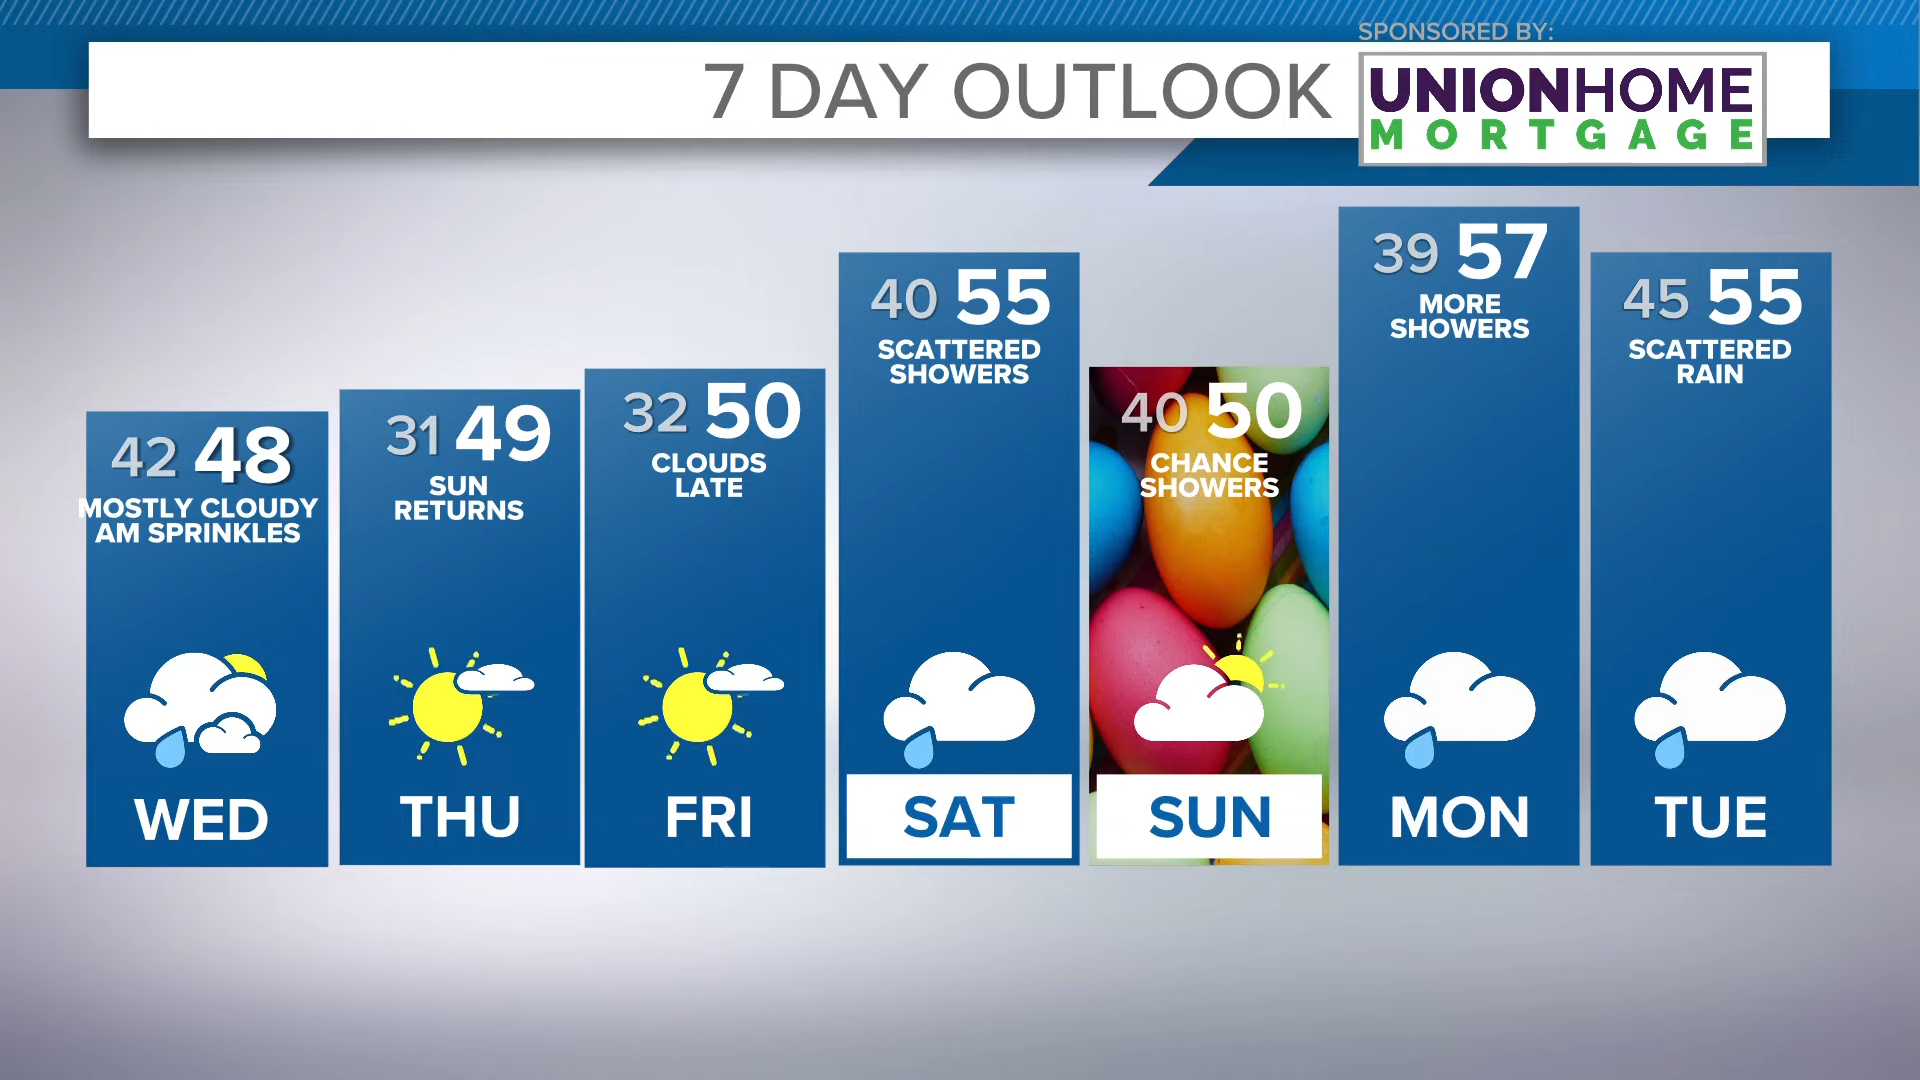 SPONSORED BY:
7 DAY OUTLOOK
UNIONHOME
MORTGAGE
42 48
MOSTLY CLOUDY
AM SPRINKLES
WED
31 49
SUN
RETURNS
THU
32 50
CLOUDS
LATE
FRI
40 55
SCATTERED
SHOWERS
SAT
40 50
CHANCE
SHOWERS
SUN
39 57
MORE
SHOWERS
MON
45 55
SCATTERED
RAIN
TUE